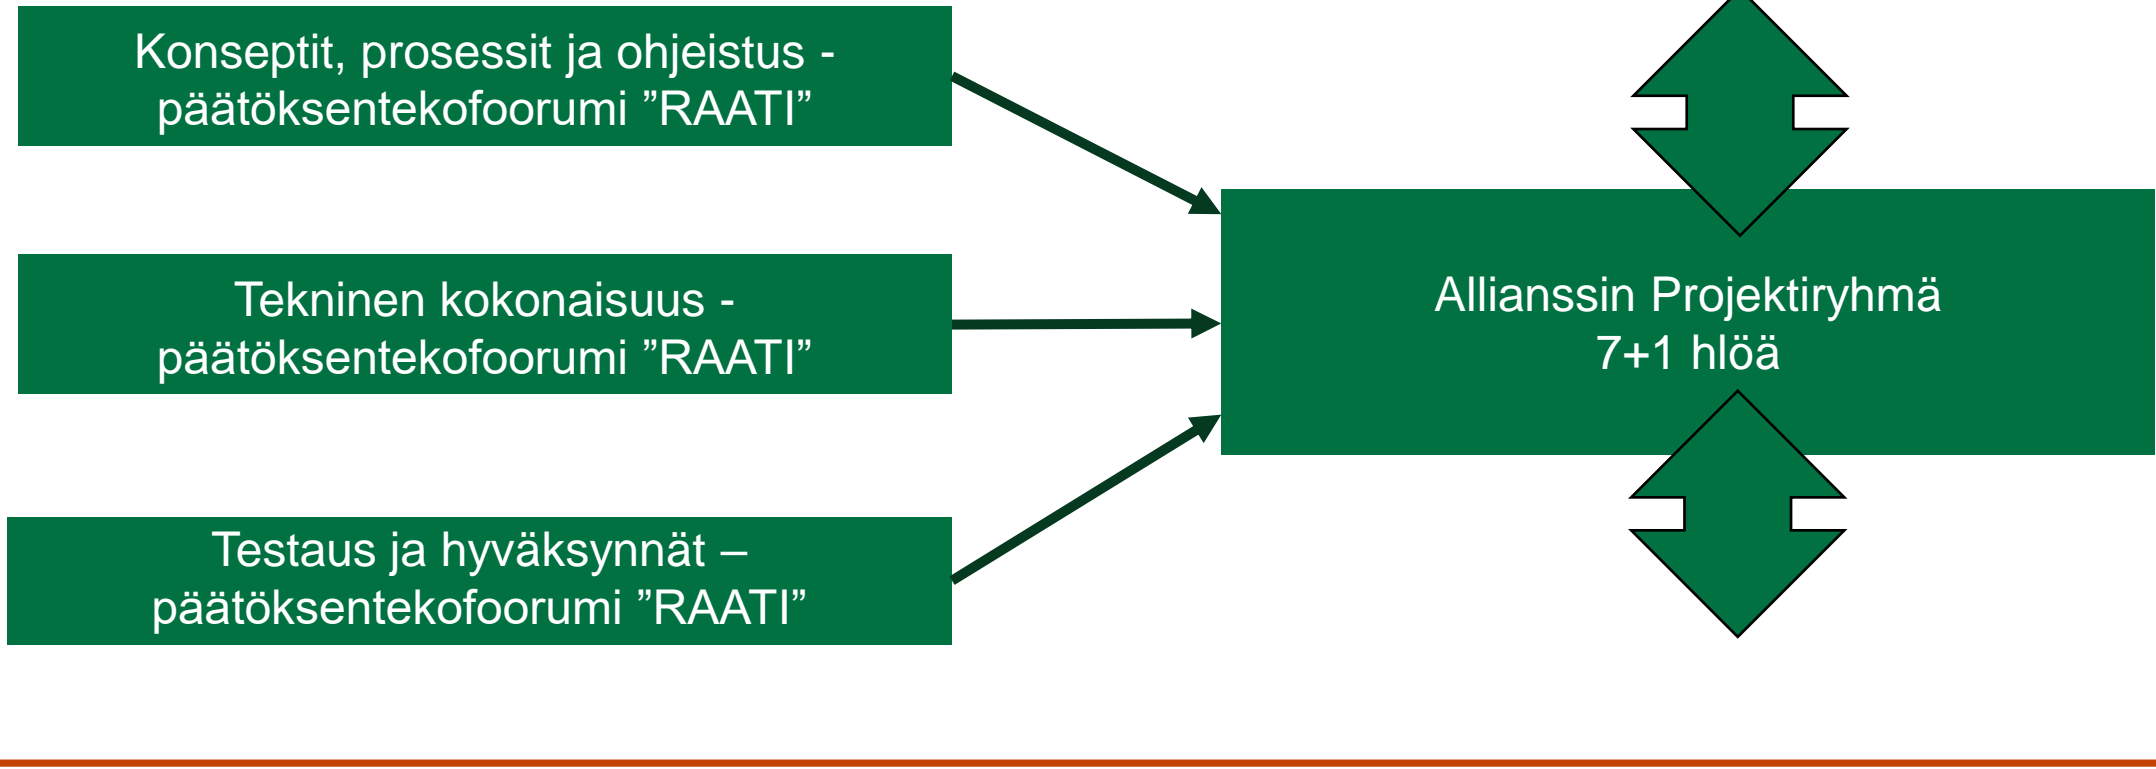 Konseptit, prosessit ja ohjeistus -
päätöksentekofoorumi ”RAATI”
Tekninen kokonaisuus -
päätöksentekofoorumi ”RAATI”
Testaus ja hyväksynnät –
päätöksentekofoorumi ”RAATI”
Allianssin Projektiryhmä
7+1 hlöä